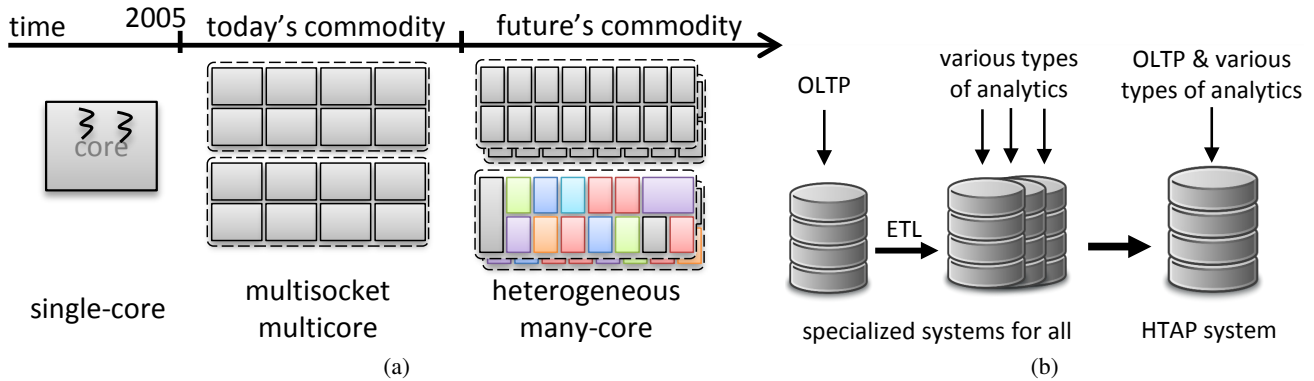 time
2005
today's commodity
future's commodity
core
single-core
multisocket
multicore
heterogeneous
many-core
(a)
OLTP
various types
of analytics
OLTP & various
types of analytics
ETL
specialized systems for all
HTAP system
(b)